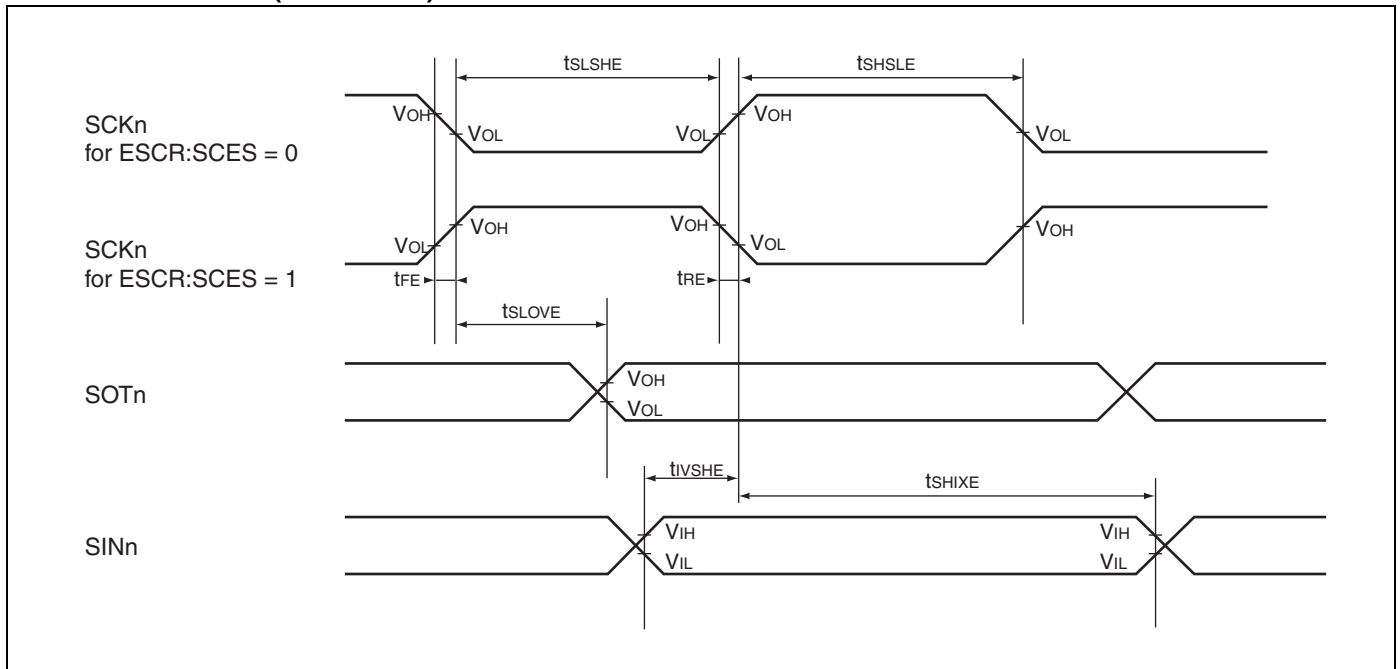 tSLSHE tSHSLE
SCKn
for ESCR:SCES = 0
VOH VOL VOL VOH VOL
SCKn
for ESCR:SCES = 1
VOL VOH VOH VOL VOH
tFE tRE
tSLOVE
SOTn
VOH
VOL
tIVSHE tSHIXE
SINn
VIH VIH
VIL VIL